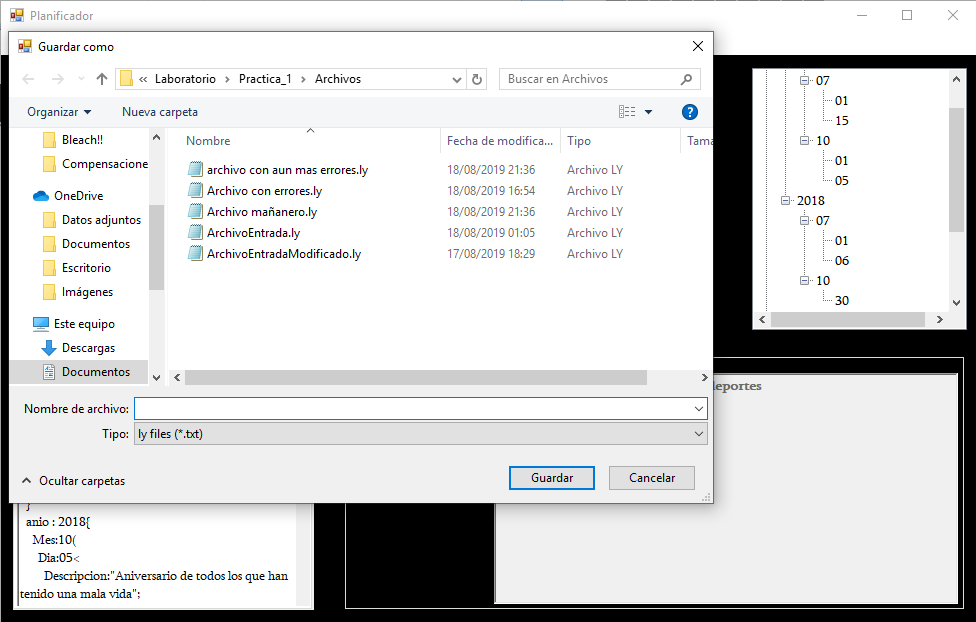 Planificador
Guardar como
« Laboratorio › Practica_1 › Archivos
Buscar en Archivos
Organizar
Nueva carpeta
?
Bleach!!
Compensacione
OneDrive
Datos adjuntos
Documentos
Escritorio
Imágenes
Este equipo
Descargas
Documentos
Nombre Fecha de modifica... Tipo Tama
archivo con aun mas errores.ly 18/08/2019 21:36 Archivo LY
Archivo con errores.ly 18/08/2019 16:54 Archivo LY
Archivo mañanero.ly 18/08/2019 21:36 Archivo LY
ArchivoEntrada.ly 18/08/2019 01:05 Archivo LY
ArchivoEntradaModificado.ly 17/08/2019 18:29 Archivo LY
Nombre de archivo:
Tipo: ly files (*.txt)
Ocultar carpetas
Guardar
Cancelar
07
01
15
10
01
05
2018
07
01
06
10
30
deportes
}
anio : 2018{
Mes:10(
Dia:05<
Descripcion:"Aniversario de todos los que han
tenido una mala vida";